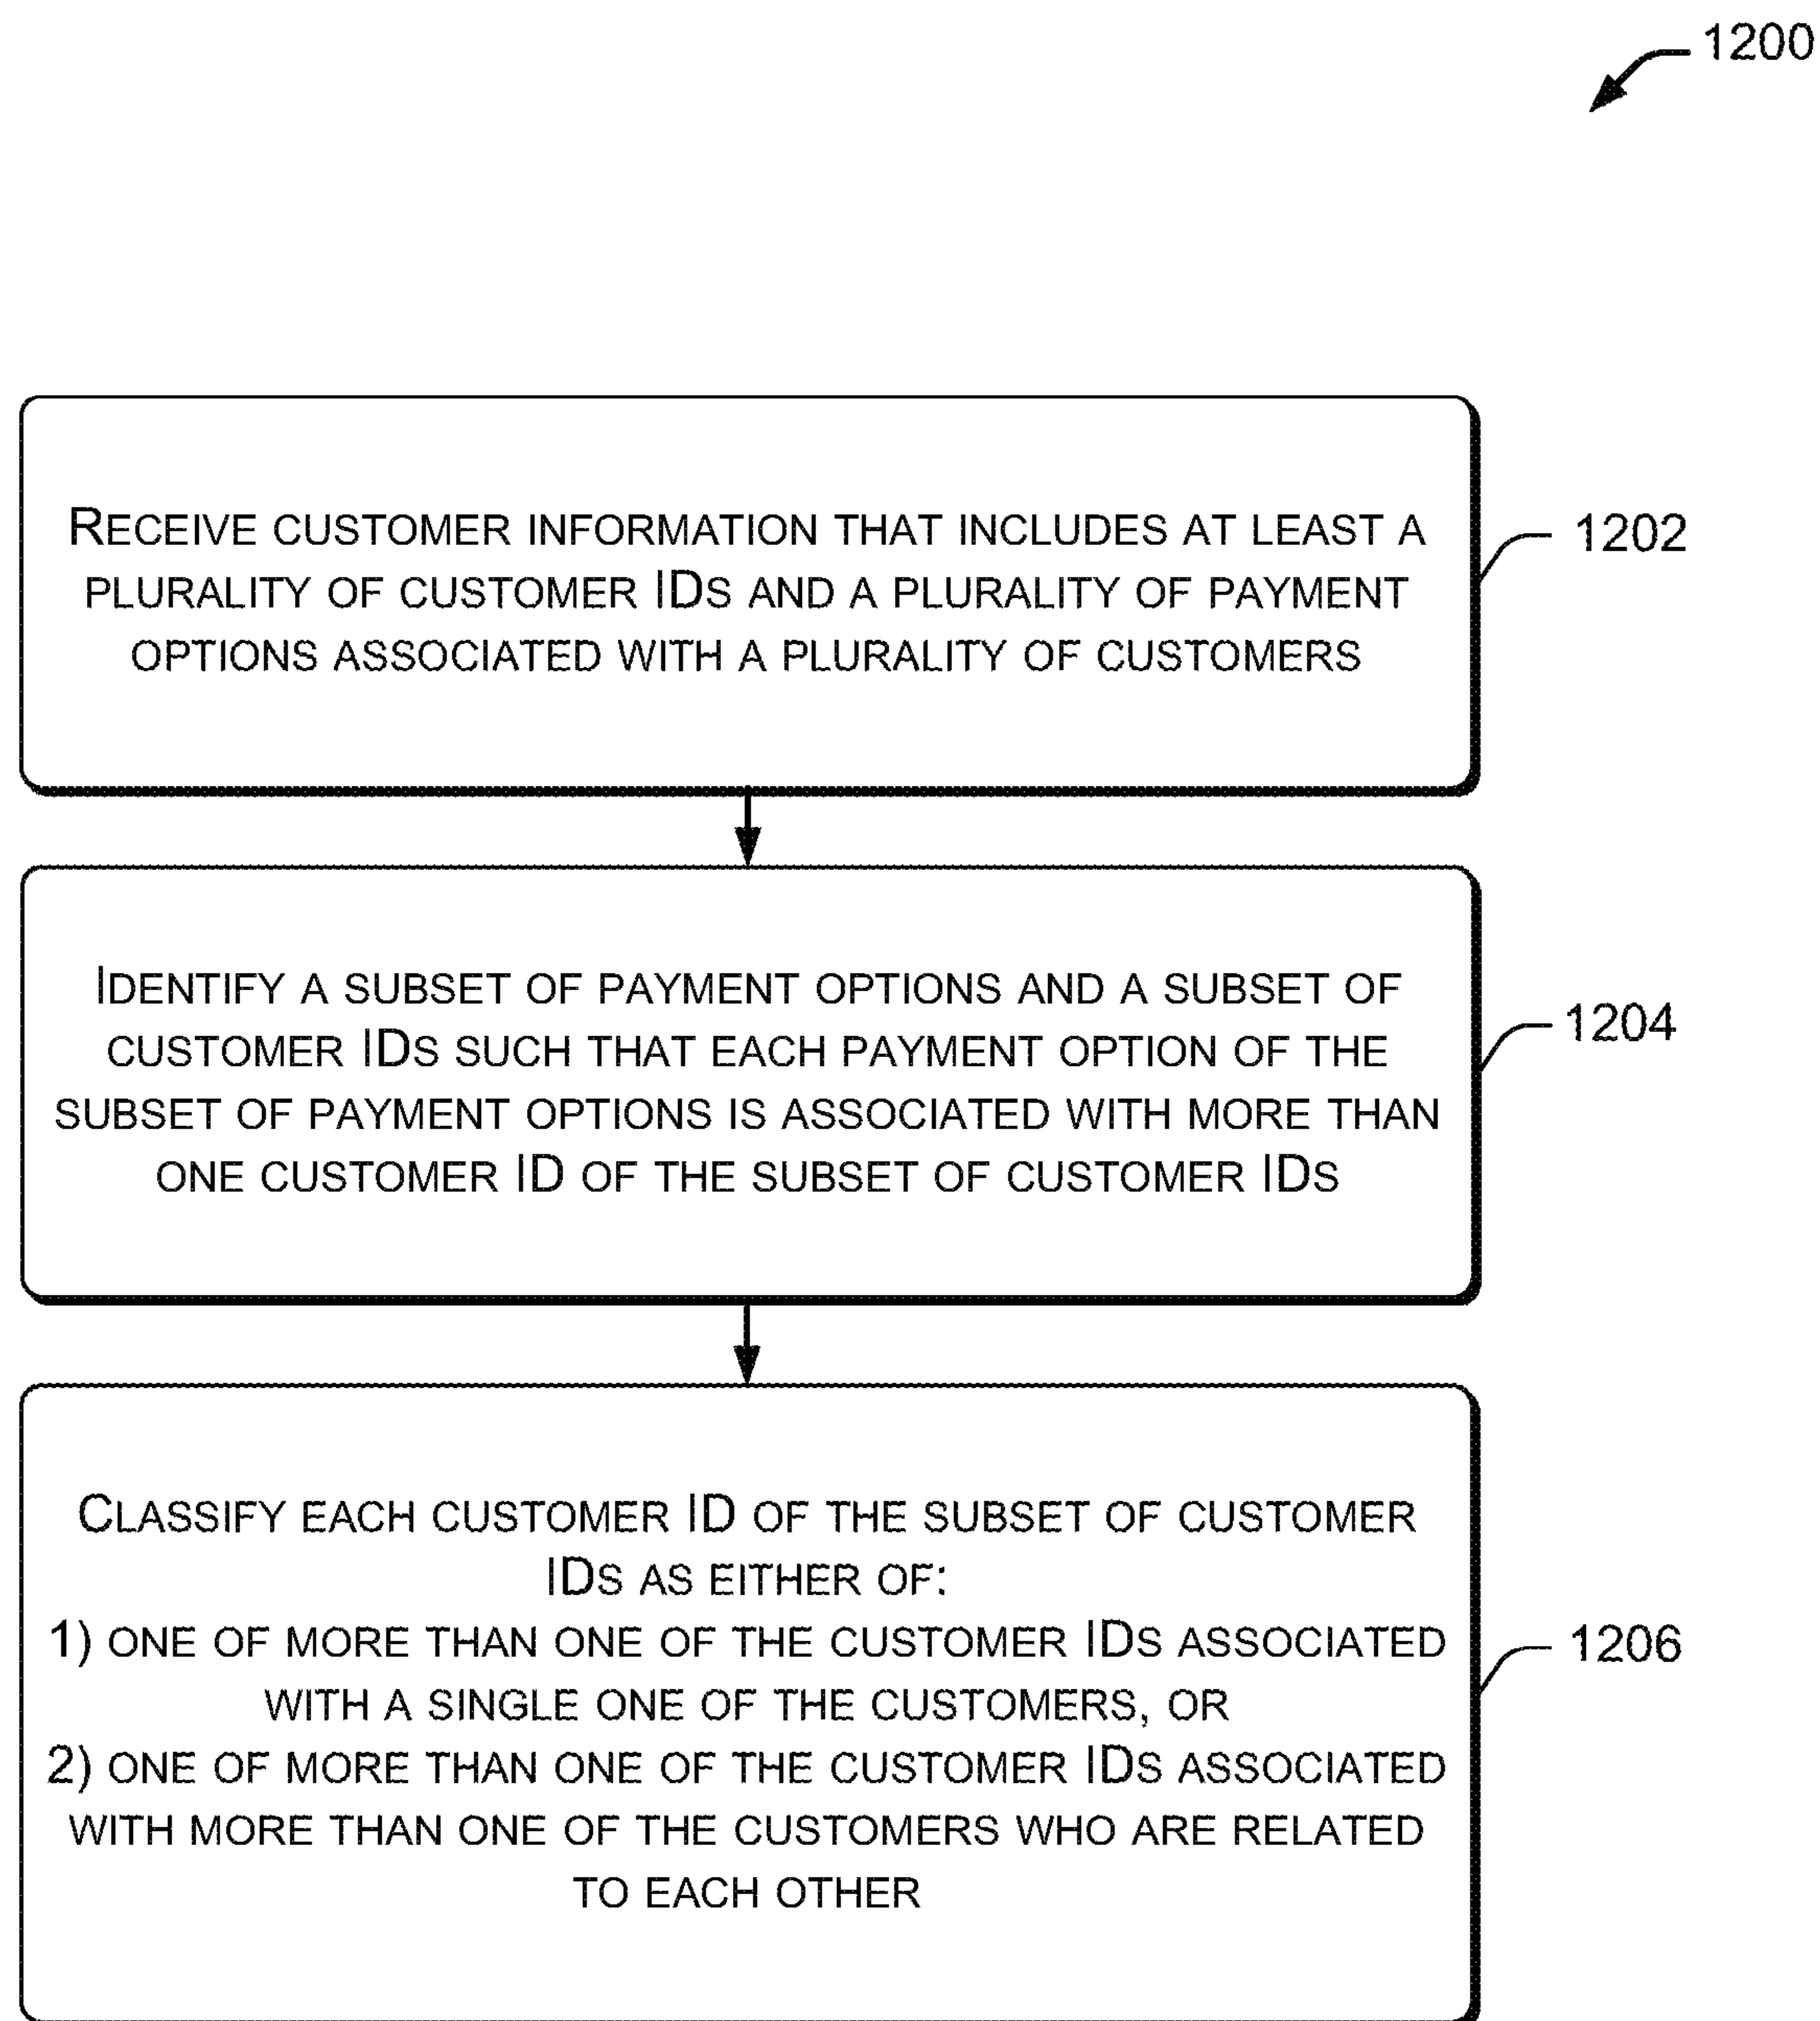 1200
RECEIVE CUSTOMER INFORMATION THAT INCLUDES AT LEAST A
PLURALITY OF CUSTOMER IDS AND A PLURALITY OF PAYMENT
OPTIONS ASSOCIATED WITH A PLURALITY OF CUSTOMERS
1202
IDENTIFY A SUBSET OF PAYMENT OPTIONS AND A SUBSET OF
CUSTOMER IDS SUCH THAT EACH PAYMENT OPTION OF THE
SUBSET OF PAYMENT OPTIONS IS ASSOCIATED WITH MORE THAN
ONE CUSTOMER ID OF THE SUBSET OF CUSTOMER IDS
1204
CLASSIFY EACH CUSTOMER ID OF THE SUBSET OF CUSTOMER
IDS AS EITHER OF:
1) ONE OF MORE THAN ONE OF THE CUSTOMER IDS ASSOCIATED
WITH A SINGLE ONE OF THE CUSTOMERS, OR
2) ONE OF MORE THAN ONE OF THE CUSTOMER IDS ASSOCIATED
WITH MORE THAN ONE OF THE CUSTOMERS WHO ARE RELATED
TO EACH OTHER
1206